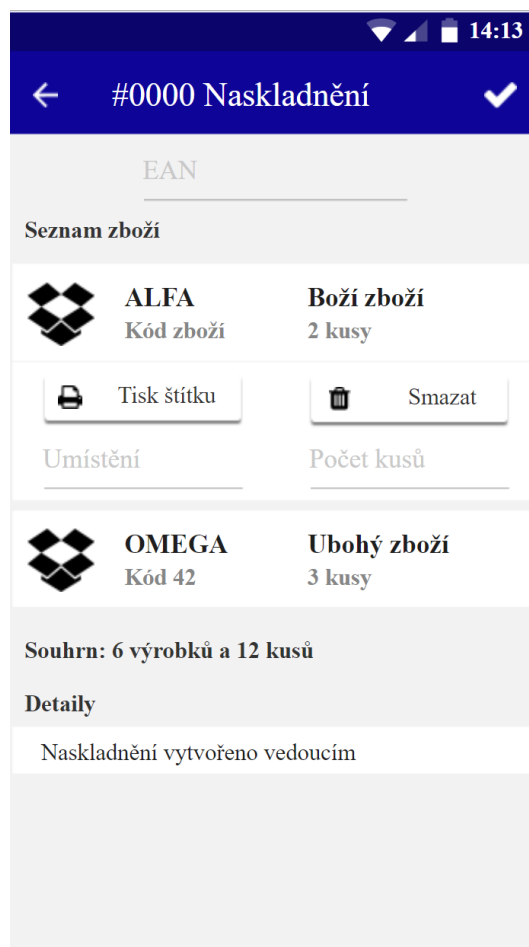 14:13
#0000 Naskladnění
EAN
Seznam zboží
ALFA Boží zboží
Kód zboží 2 kusy
Tisk štítku Smazat
Umístění Počet kusů
OMEGA Ubohý zboží
Kód 42 3 kusy
Souhrn: 6 výrobků a 12 kusů
Detaily
Naskladnění vytvořeno vedoucím